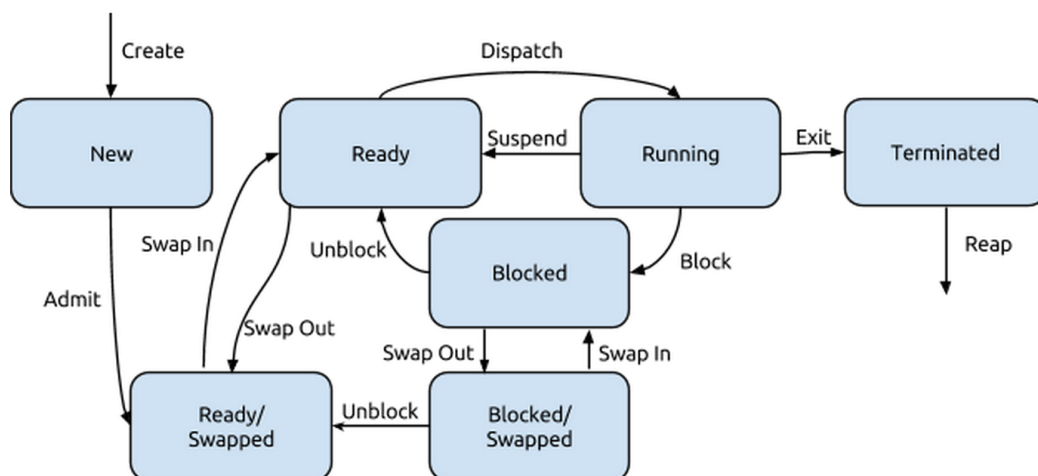 Create
Dispatch
New
Ready
Suspend
Running
Exit
Terminated
Swap In
Unblock
Blocked
Block
Reap
Admit
Swap Out
Swap Out
Swap In
Ready/
Swapped
Unblock
Blocked/
Swapped